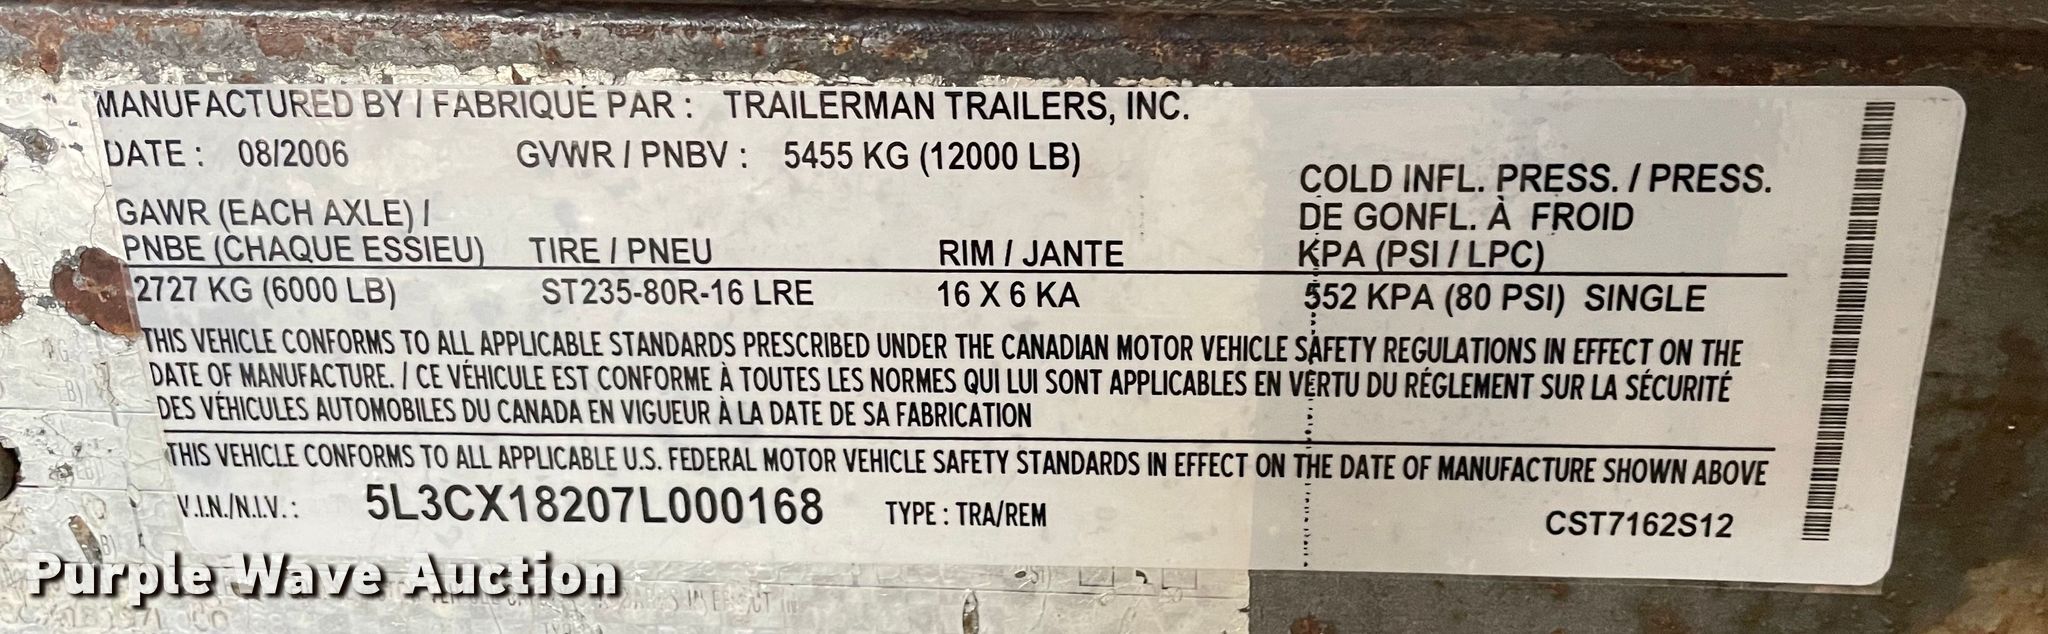 MANUFACTURED BY / FABRIQUÉ PAR : TRAILERMAN TRAILERS, INC.
DATE : 08/2006 GVWR / PNBV : 5455 KG (12000 LB)
GAWR (EACH AXLE) /
PNBE (CHAQUE ESSIEU) TIRE / PNEU RIM / JANTE
COLD INFL. PRESS. / PRESS.
DE GONFL. À FROID
KPA (PSI / LPC)
2727 KG (6000 LB) ST235-80R-16 LRE 16 X 6 KA 552 KPA (80 PSI) SINGLE
THIS VEHICLE CONFORMS TO ALL APPLICABLE STANDARDS PRESCRIBED UNDER THE CANADIAN MOTOR VEHICLE SAFETY REGULATIONS IN EFFECT ON THE
DATE OF MANUFACTURE. / CE VÉHICULE EST CONFORME À TOUTES LES NORMES QUI LUI SONT APPLICABLES EN VERTU DU RÉGLEMENT SUR LA SÉCURITÉ
DES VÉHICULES AUTOMOBILES DU CANADA EN VIGUEUR À LA DATE DE SA FABRICATION
THIS VEHICLE CONFORMS TO ALL APPLICABLE U.S. FEDERAL MOTOR VEHICLE SAFETY STANDARDS IN EFFECT ON THE DATE OF MANUFACTURE SHOWN ABOVE
V.I.N./N.I.V. : 5L3CX18207L000168 TYPE : TRA/REM CST7162S12
Purple Wave Auction